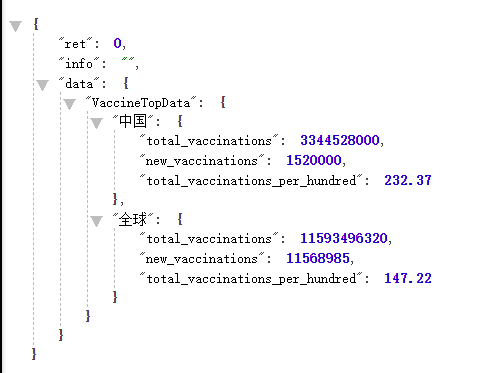 {
"ret": 0,
"info": "",
"data": {
"VaccineTopData": {
"中国": {
"total_vaccinations": 3344528000,
"new_vaccinations": 1520000,
"total_vaccinations_per_hundred": 232.37
},
"全球": {
"total_vaccinations": 11593496320,
"new_vaccinations": 11568985,
"total_vaccinations_per_hundred": 147.22
}
}
}
}